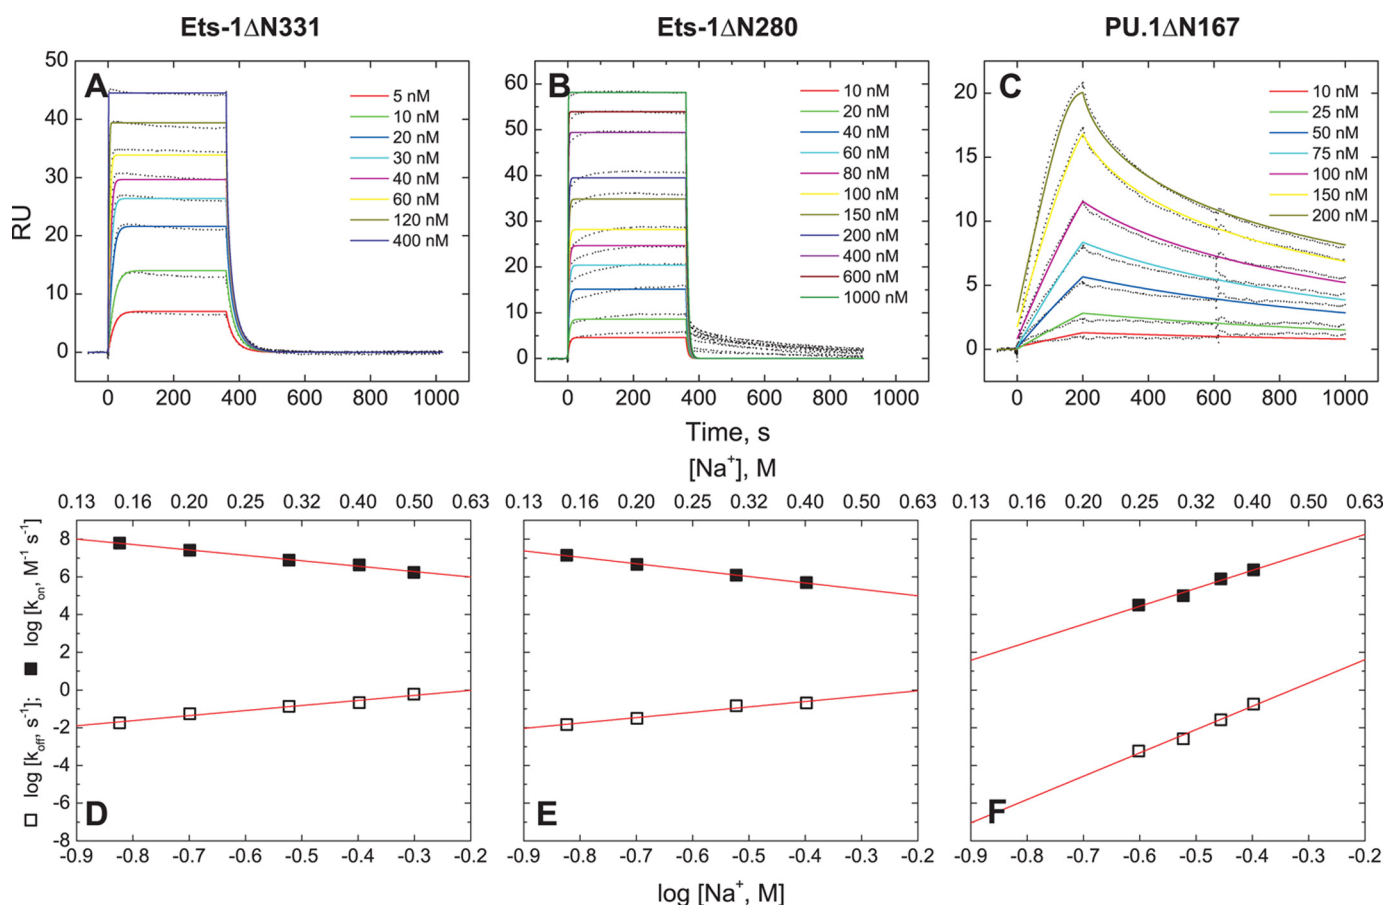 Ets-1ΔN331
Ets-1ΔN280
PU.1ΔN167
RU
A
50
40
30
20
10
0
5 nM
10 nM
20 nM
30 nM
40 nM
60 nM
120 nM
400 nM
0 200 400 600 800 1000
B
60
50
40
30
20
10
0
10 nM
20 nM
40 nM
60 nM
80 nM
100 nM
150 nM
200 nM
400 nM
600 nM
1000 nM
0 200 400 600 800 1000
C
20
15
10
5
0
10 nM
25 nM
50 nM
75 nM
100 nM
150 nM
200 nM
0 200 400 600 800 1000
Time, s
[Na⁺], M
0.13 0.16 0.20 0.25 0.32 0.40 0.50 0.63
0.13 0.16 0.20 0.25 0.32 0.40 0.50 0.63
0.13 0.16 0.20 0.25 0.32 0.40 0.50 0.63
□ log [k_off, s⁻¹]; ■ log [k_on, M⁻¹ s⁻¹]
8
6
4
2
0
-2
-4
-6
-8
D
E
F
-0.9 -0.8 -0.7 -0.6 -0.5 -0.4 -0.3 -0.2
-0.9 -0.8 -0.7 -0.6 -0.5 -0.4 -0.3 -0.2
-0.9 -0.8 -0.7 -0.6 -0.5 -0.4 -0.3 -0.2
log [Na⁺, M]